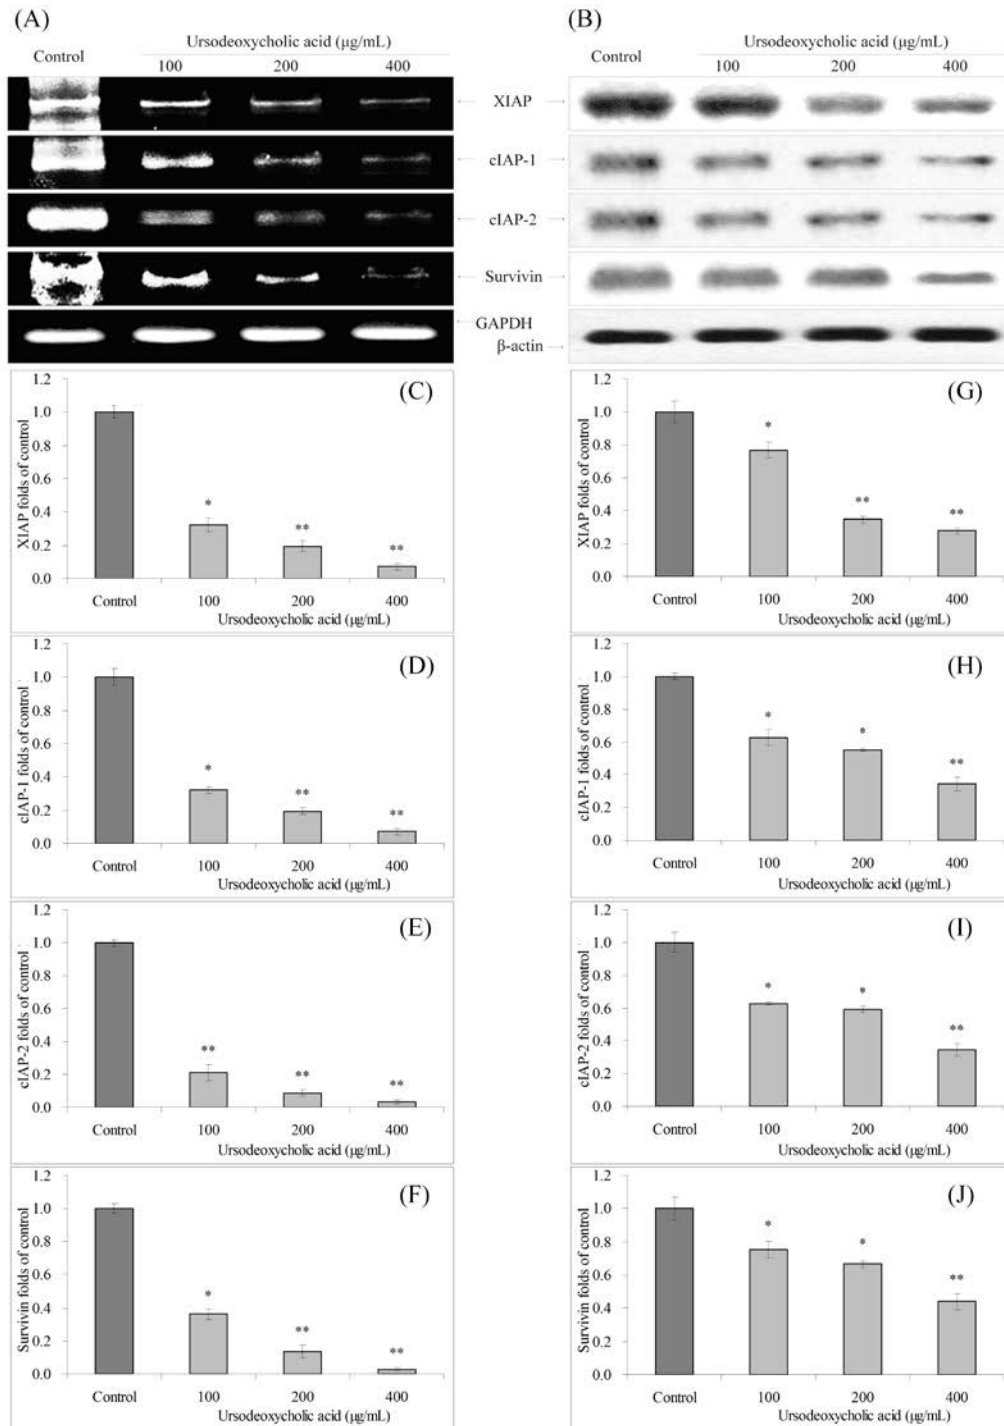 (A)
Ursodeoxycholic acid (μg/mL)
Control
100 200 400
(B)
Ursodeoxycholic acid (μg/mL)
Control
100 200 400
XIAP
cIAP-1
cIAP-2
Survivin
GAPDH
β-actin
(C)
XIAP folds of control
1.2
1.0
0.8
0.6
0.4
0.2
0.0
* ** **
Control 100 200 400
Ursodeoxycholic acid (μg/mL)
(G)
XIAP folds of control
1.2
1.0
0.8
0.6
0.4
0.2
0.0
* ** **
Control 100 200 400
Ursodeoxycholic acid (μg/mL)
(D)
cIAP-1 folds of control
1.2
1.0
0.8
0.6
0.4
0.2
0.0
* ** **
Control 100 200 400
Ursodeoxycholic acid (μg/mL)
(H)
cIAP-1 folds of control
1.2
1.0
0.8
0.6
0.4
0.2
0.0
* * **
Control 100 200 400
Ursodeoxycholic acid (μg/mL)
(E)
cIAP-2 folds of control
1.2
1.0
0.8
0.6
0.4
0.2
0.0
** ** **
Control 100 200 400
Ursodeoxycholic acid (μg/mL)
(I)
cIAP-2 folds of control
1.2
1.0
0.8
0.6
0.4
0.2
0.0
* * **
Control 100 200 400
Ursodeoxycholic acid (μg/mL)
(F)
Survivin folds of control
1.2
1.0
0.8
0.6
0.4
0.2
0.0
* ** **
Control 100 200 400
Ursodeoxycholic acid (μg/mL)
(J)
Survivin folds of control
1.2
1.0
0.8
0.6
0.4
0.2
0.0
* * **
Control 100 200 400
Ursodeoxycholic acid (μg/mL)